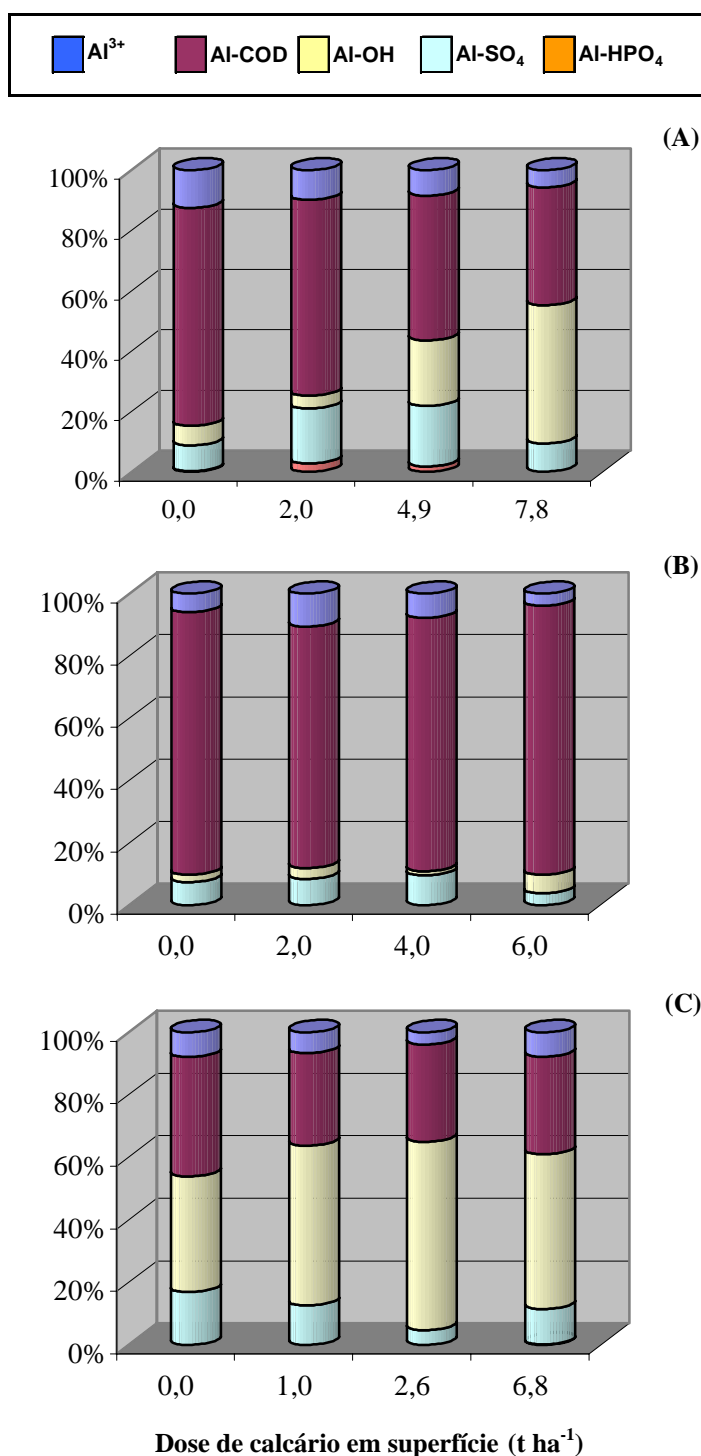 Al³⁺ Al-COD Al-OH Al-SO₄ Al-HPO₄
(A)
100%
80%
60%
40%
20%
0%
0,0 2,0 4,9 7,8
(B)
100%
80%
60%
40%
20%
0%
0,0 2,0 4,0 6,0
(C)
100%
80%
60%
40%
20%
0%
0,0 1,0 2,6 6,8
Dose de calcário em superfície (t ha⁻¹)